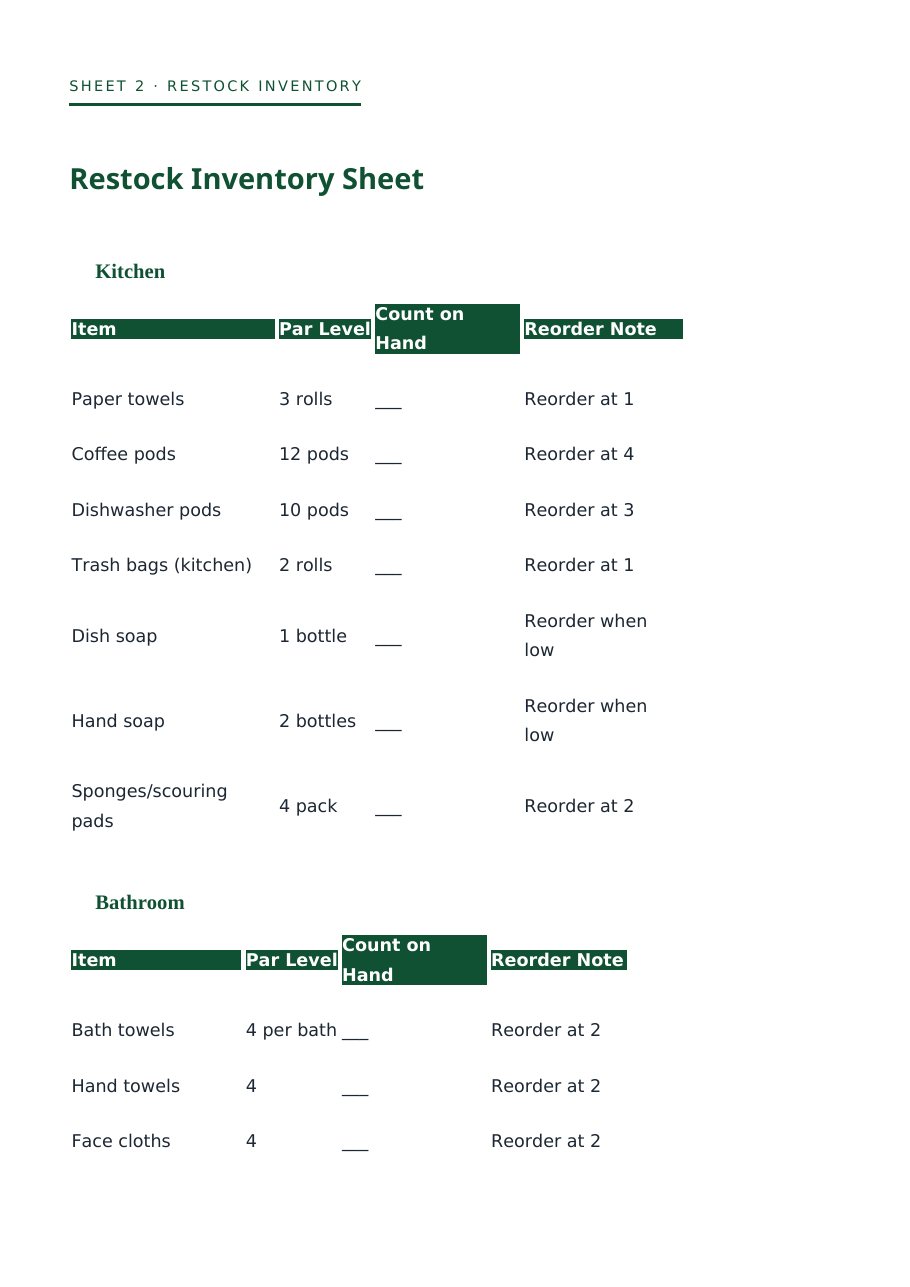 SHEET 2 · RESTOCK INVENTORY
Restock Inventory Sheet
Kitchen
Item Par Level Count on Hand Reorder Note
Paper towels 3 rolls ___ Reorder at 1
Coffee pods 12 pods ___ Reorder at 4
Dishwasher pods 10 pods ___ Reorder at 3
Trash bags (kitchen) 2 rolls ___ Reorder at 1
Dish soap 1 bottle ___ Reorder when low
Hand soap 2 bottles ___ Reorder when low
Sponges/scouring pads 4 pack ___ Reorder at 2
Bathroom
Item Par Level Count on Hand Reorder Note
Bath towels 4 per bath ___ Reorder at 2
Hand towels 4 ___ Reorder at 2
Face cloths 4 ___ Reorder at 2